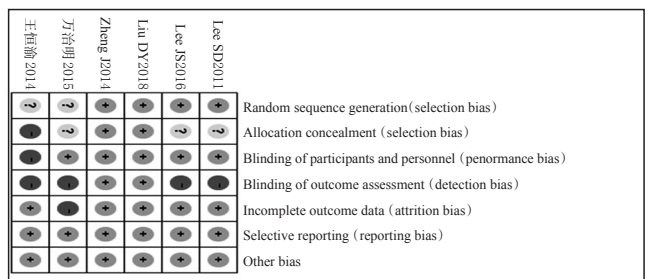 王恒渝2014
万治明2015
Zheng J2014
Liu DY2018
Lee JS2016
Lee SD2011
? ? + + + + Random sequence generation(selection bias)
- ? + + ? ? Allocation concealment (selection bias)
- + + + + + Blinding of participants and personnel (penormance bias)
- - + + - - Blinding of outcome assessment (detection bias)
+ - + + + + Incomplete outcome data (attrition bias)
+ + + + + + Selective reporting (reporting bias)
+ + + + + + Other bias